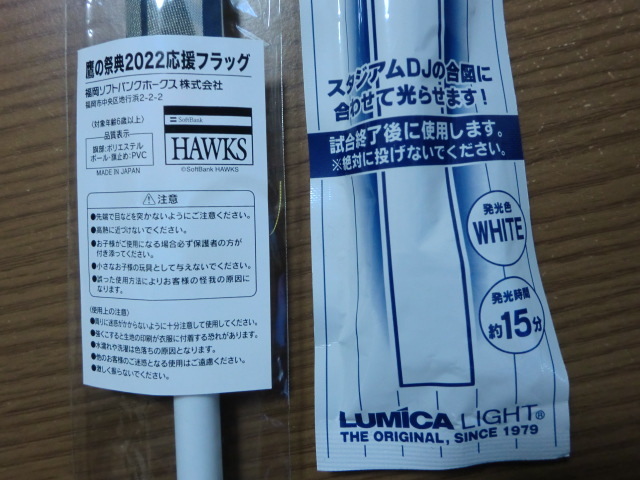 鷹の祭典2022応援フラッグ
福岡ソフトバンクホークス 株式会社
福岡市中央区地行浜2-2-2
(対象年齢6歳以上)
品質表示
旗部:ポリエステル
ポール・旗止め:PVC
MADE IN JAPAN
SoftBank
HAWKS
©SoftBank HAWKS
⚠注意
●先端で目などを突かないようにご注意ください。
●高熱に近づけないでください。
●お子様がご使用になる場合必ず保護者の方が
付き添ってください。
●小さなお子様の玩具として与えないでください。
●誤った使用方法によりお客様の怪我の原因に
なります。
(使用上の注意)
●周りに迷惑がかからないように十分注意して使用してください。
●強くこすると生地の印刷が衣服に付着する恐れがあります。
●水濡れや洗濯は色落ちの原因となります。
●他のお客様のご迷惑となる使用はご遠慮ください。
●激しく振らないでください。
スタジアムDJの合図に
合わせて光らせます!
試合終了後に使用します。
※絶対に投げないでください。
発光色
WHITE
発光時間
約15分
LUMICA LIGHT®
THE ORIGINAL, SINCE 1979